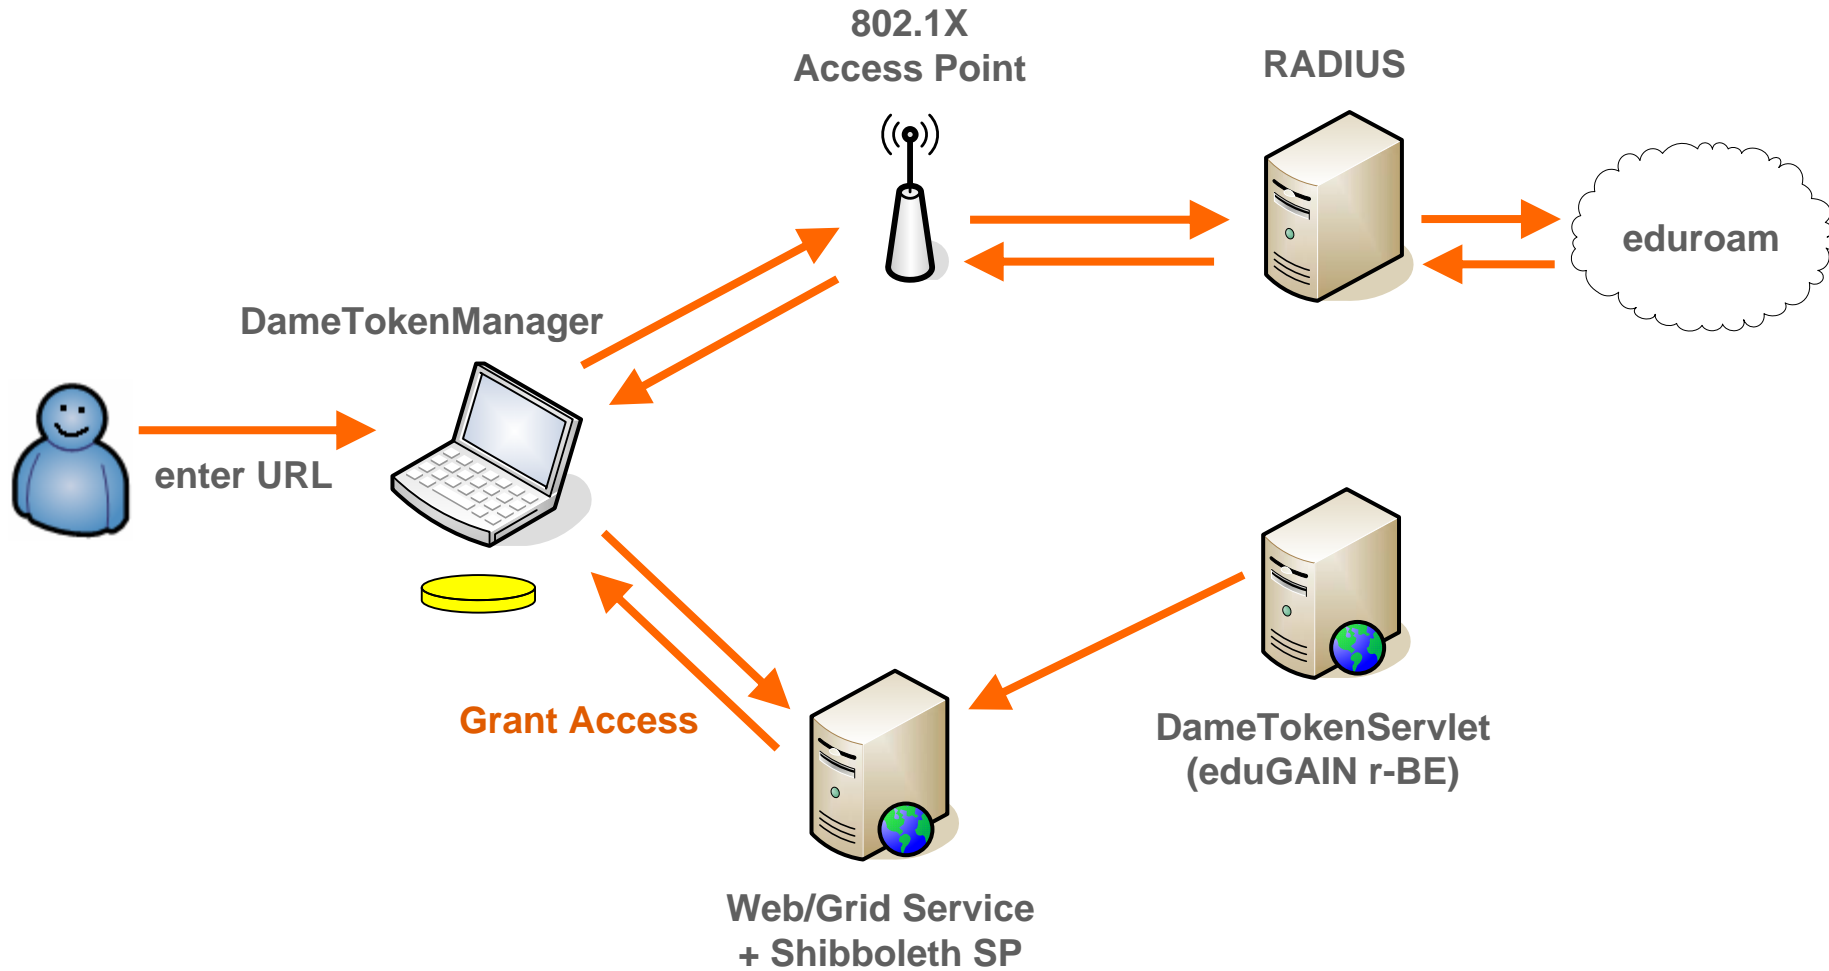 802.1X
Access Point
RADIUS
eduroam
DameTokenManager
enter URL
Grant Access
DameTokenServlet
(eduGAIN r-BE)
Web/Grid Service
+ Shibboleth SP